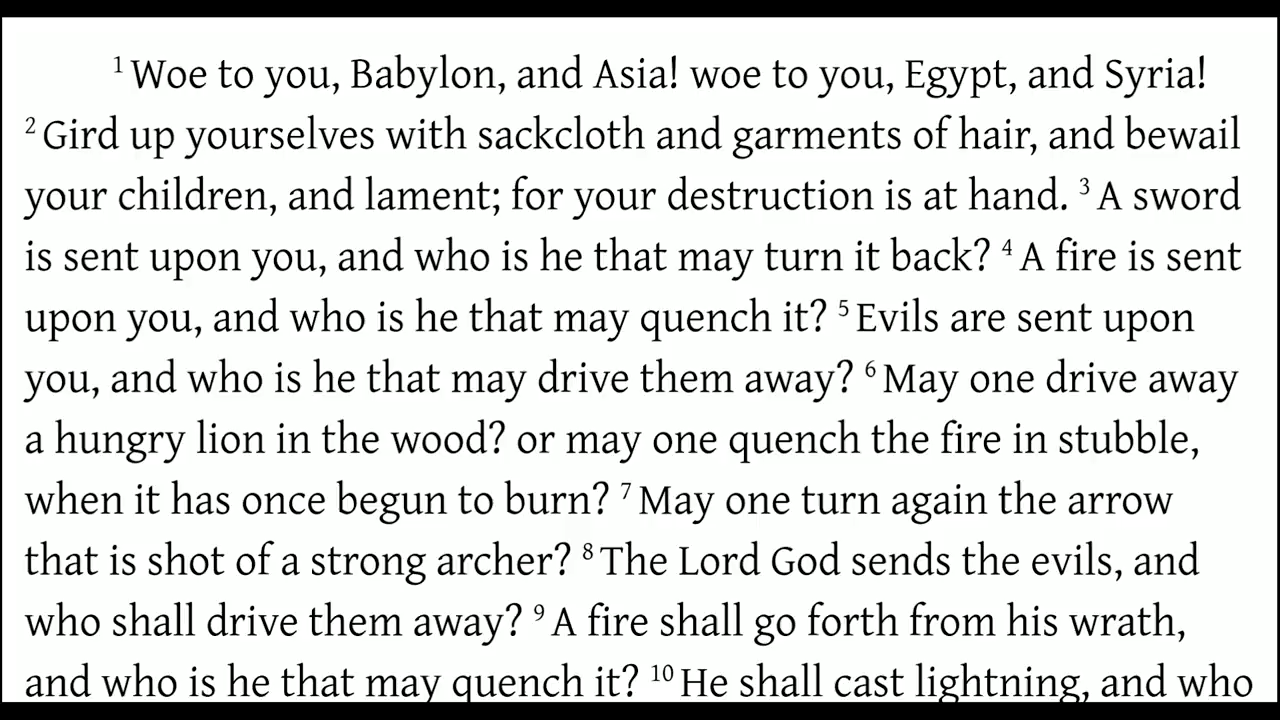 1 Woe to you, Babylon, and Asia! woe to you, Egypt, and Syria!
2 Gird up yourselves with sackcloth and garments of hair, and bewail
your children, and lament; for your destruction is at hand. 3 A sword
is sent upon you, and who is he that may turn it back? 4 A fire is sent
upon you, and who is he that may quench it? 5 Evils are sent upon
you, and who is he that may drive them away? 6 May one drive away
a hungry lion in the wood? or may one quench the fire in stubble,
when it has once begun to burn? 7 May one turn again the arrow
that is shot of a strong archer? 8 The Lord God sends the evils, and
who shall drive them away? 9 A fire shall go forth from his wrath,
and who is he that may quench it? 10 He shall cast lightning, and who